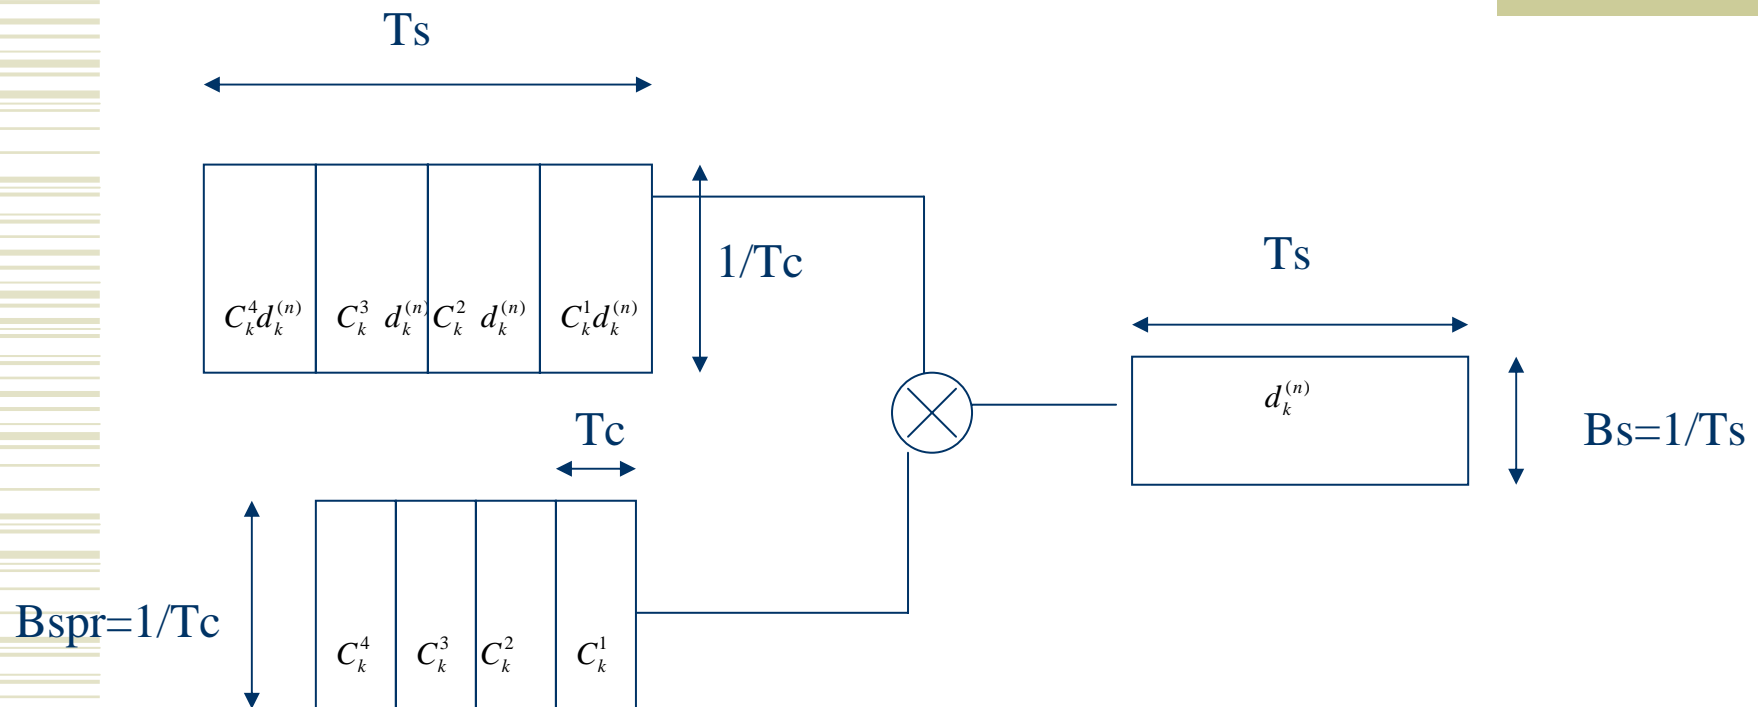 Ts
1/Tc
Ts
$C_k^4 d_k^{(n)}$ $C_k^3$ $d_k^{(n)}$ $C_k^2$ $d_k^{(n)}$ $C_k^1 d_k^{(n)}$
$d_k^{(n)}$
Tc
Bs=1/Ts
Bspr=1/Tc
$C_k^4$ $C_k^3$ $C_k^2$ $C_k^1$